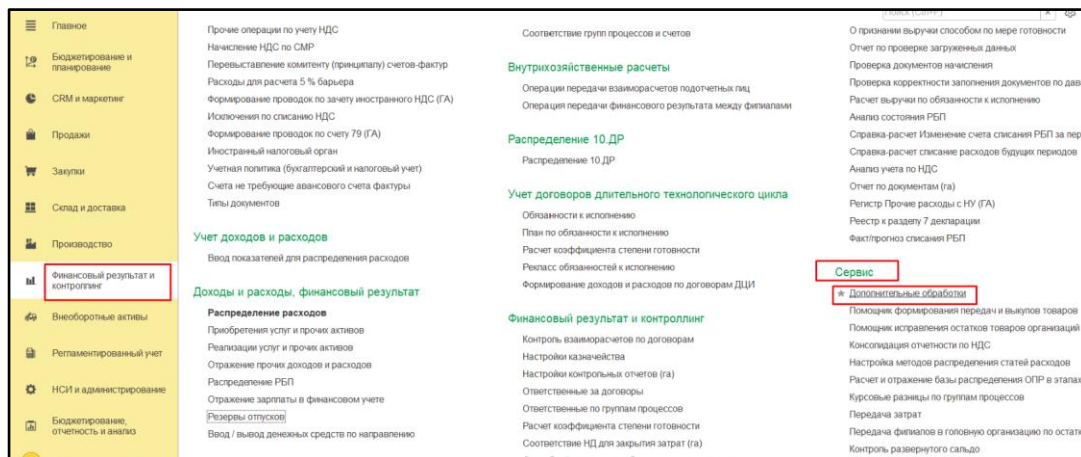 Главное
Бюджетирование и
планирование
CRM и маркетинг
Продажи
Закупки
Склад и доставка
Производство
Финансовый результат и
контроллинг
Внеоборотные активы
Регламентированный учет
НСИ и администрирование
Бюджетирование,
отчетность и анализ
Прочие операции по учету НДС
Начисление НДС по СМР
Перевыставление комитенту (принципалу) счетов-фактур
Расходы для расчета 5 % барьера
Формирование проводок по зачету иностранного НДС (ГА)
Исключения по списанию НДС
Формирование проводок по счету 79 (ГА)
Иностранный налоговый орган
Учетная политика (бухгалтерский и налоговый учет)
Счета не требующие авансового счета фактуры
Типы документов
Учет доходов и расходов
Ввод показателей для распределения расходов
Доходы и расходы, финансовый результат
Распределение расходов
Приобретения услуг и прочих активов
Реализации услуг и прочих активов
Отражение прочих доходов и расходов
Распределение РБП
Отражение зарплаты в финансовом учете
Резервы отпусков
Ввод / вывод денежных средств по направлению
Соответствие групп процессов и счетов
Внутрихозяйственные расчеты
Операции передачи взаиморасчетов подотчетных лиц
Операция передачи финансового результата между филиалами
Распределение 10.ДР
Распределение 10.ДР
Учет договоров длительного технологического цикла
Обязанности к исполнению
План по обязанности к исполнению
Расчет коэффициента степени готовности
Рекласс обязанностей к исполнению
Формирование доходов и расходов по договорам ДЦИ
Финансовый результат и контроллинг
Контроль взаиморасчетов по договорам
Настройки казначейства
Настройки контрольных отчетов (га)
Ответственные за договоры
Ответственные по группам процессов
Расчет коэффициента степени готовности
Соответствие НД для закрытия затрат (га)
Поиск (Ctrl+F)
О признании выручки способом по мере готовности
Отчет по проверке загруженных данных
Проверка документов начисления
Проверка корректности заполнения документов по дав
Расчет выручки по обязанности к исполнению
Анализ состояния РБП
Справка-расчет Изменение счета списания РБП за пер
Справка-расчет списание расходов будущих периодов
Анализ учета по НДС
Отчет по документам (га)
Регистр Прочие расходы с НУ (ГА)
Реестр к разделу 7 декларации
Факт/прогноз списания РБП
Сервис
Дополнительные обработки
Помощник формирования передач и выкупов товаров
Помощник исправления остатков товаров организаций
Консолидация отчетности по НДС
Настройка методов распределения статей расходов
Расчет и отражение базы распределения ОПР в этапах
Курсовые разницы по группам процессов
Передача затрат
Передача филиалов в головную организацию по остатк
Контроль развернутого сальдо